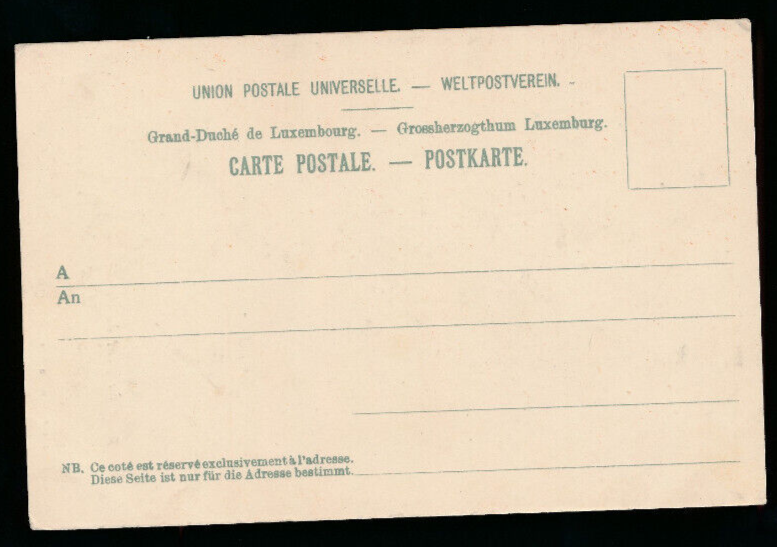 UNION POSTALE UNIVERSELLE. — WELTPOSTVEREIN.
Grand-Duché de Luxembourg. — Grossherzogthum Luxemburg.
CARTE POSTALE. — POSTKARTE.
A
An
NB. Ce coté est réservé exclusivement à l'adresse.
Diese Seite ist nur für die Adresse bestimmt.